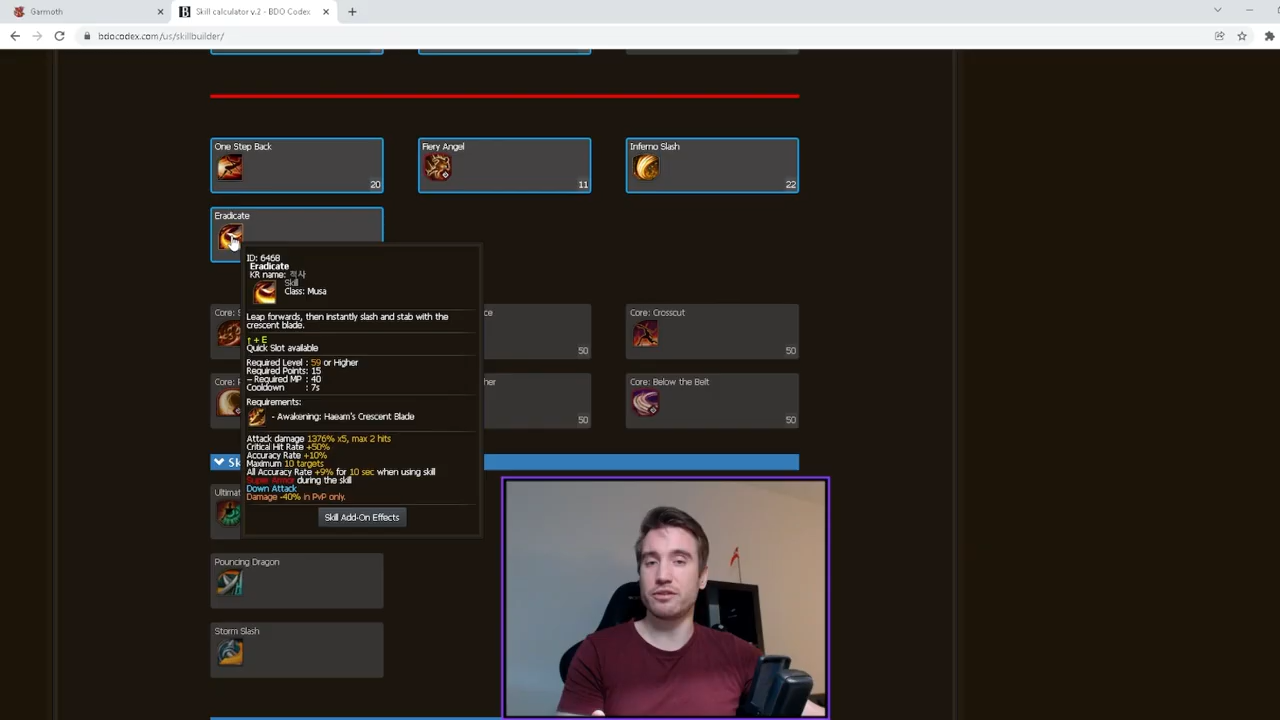 Garmoth
Skill calculator v.2 - BDO Codex
bdocodex.com/us/skillbuilder/
One Step Back
20
Fiery Angel
11
Inferno Slash
22
Eradicate
ID: 6468
Eradicate
KR name: 적사
Skill
Class: Musa
Leap forwards, then instantly slash and stab with the
crescent blade.
↑ + E
Quick Slot available
Required Level : 59 or Higher
Required Points: 15
– Required MP : 40
Cooldown : 7s
Requirements:
- Awakening: Haeam's Crescent Blade
Attack damage 1376% x5, max 2 hits
Critical Hit Rate +50%
Accuracy Rate +10%
Maximum 10 targets
All Accuracy Rate +9% for 10 sec when using skill
Super Armor during the skill
Down Attack
Damage -40% in PvP only.
Skill Add-On Effects
Core:
50
Core: Crosscut
50
Core:
50
Core: Below the Belt
50
Pouncing Dragon
Storm Slash